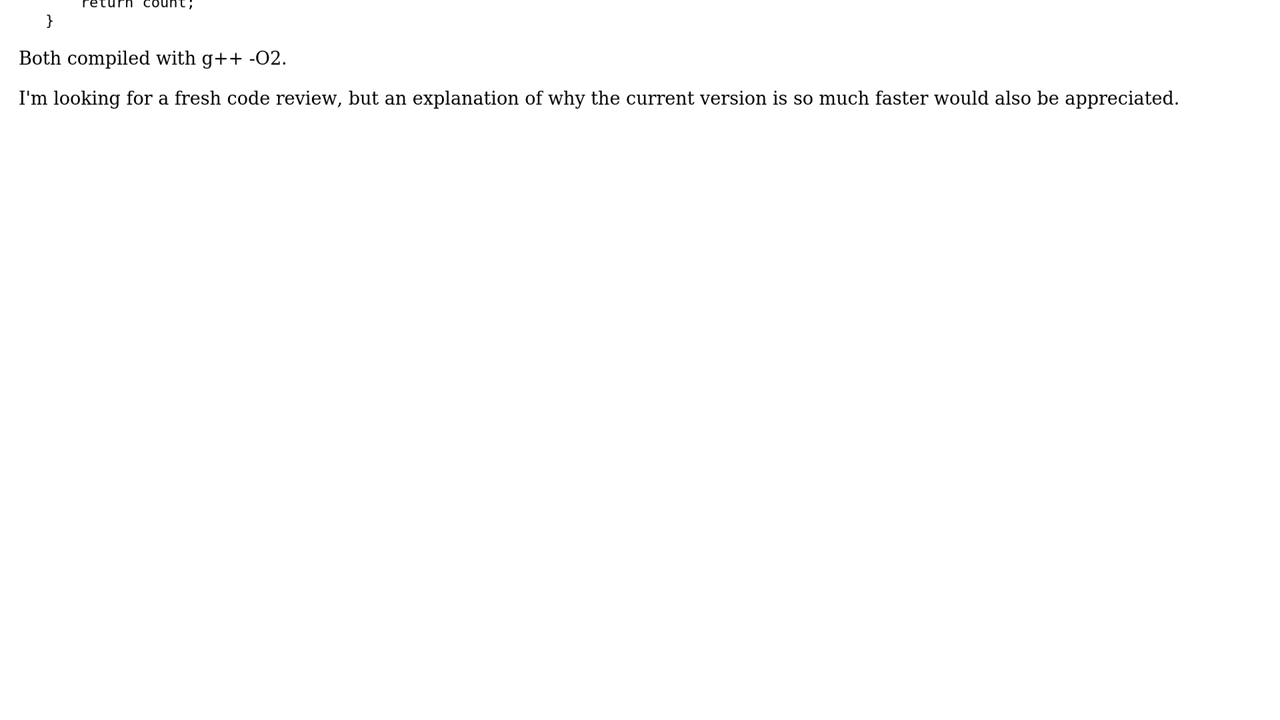 return count;
}
Both compiled with g++ -O2.
I'm looking for a fresh code review, but an explanation of why the current version is so much faster would also be appreciated.